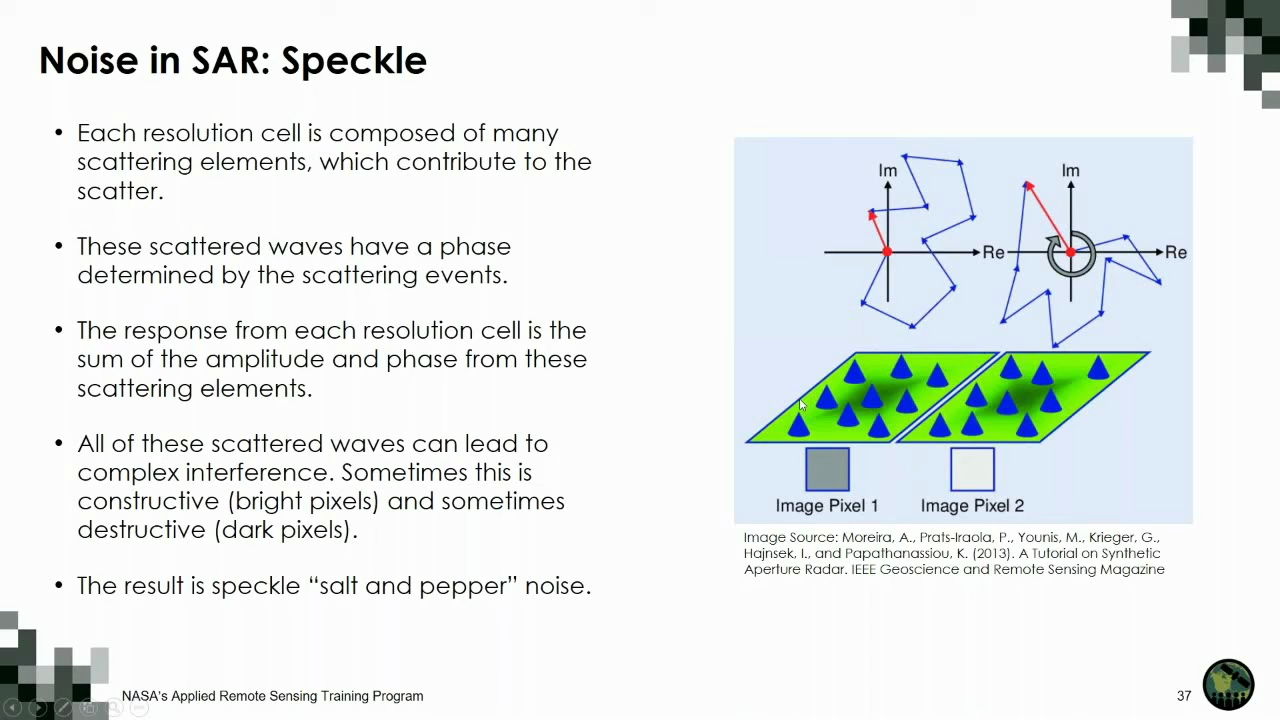 Noise in SAR: Speckle
• Each resolution cell is composed of many
scattering elements, which contribute to the
scatter.
• These scattered waves have a phase
determined by the scattering events.
• The response from each resolution cell is the
sum of the amplitude and phase from these
scattering elements.
• All of these scattered waves can lead to
complex interference. Sometimes this is
constructive (bright pixels) and sometimes
destructive (dark pixels).
• The result is speckle “salt and pepper” noise.
Im
Re
Im
Re
Image Pixel 1
Image Pixel 2
Image Source: Moreira, A., Prats-Iraola, P., Younis, M., Krieger, G.,
Hajnsek, I., and Papathanassiou, K. (2013). A Tutorial on Synthetic
Aperture Radar. IEEE Geoscience and Remote Sensing Magazine
NASA's Applied Remote Sensing Training Program
37